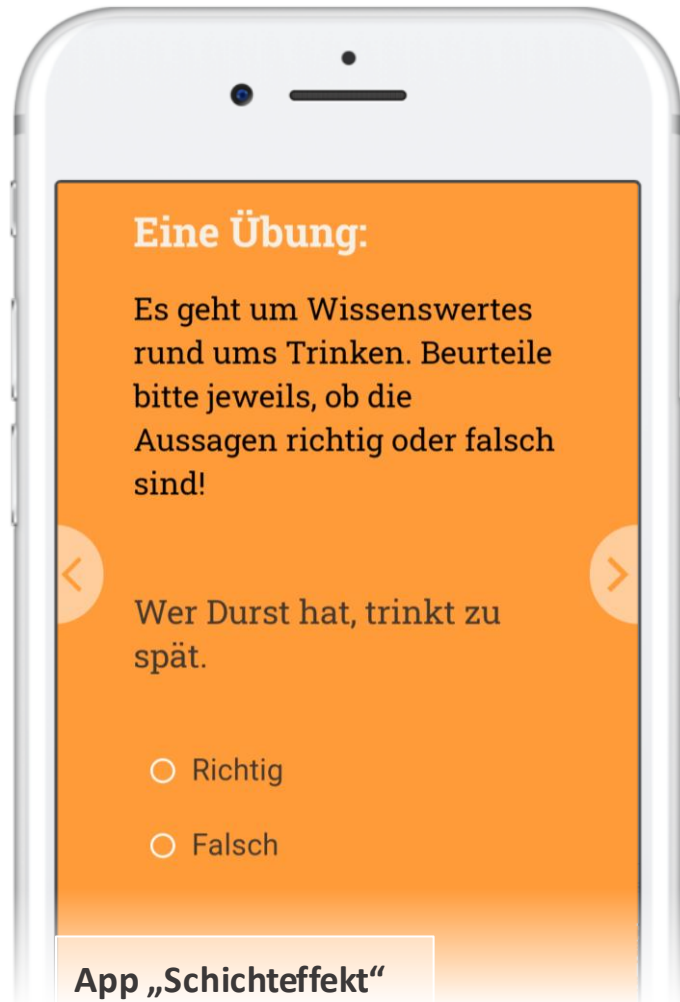 Eine Übung:
Es geht um Wissenswertes
rund ums Trinken. Beurteile
bitte jeweils, ob die
Aussagen richtig oder falsch
sind!
Wer Durst hat, trinkt zu
spät.
Richtig
Falsch
App „Schichteffekt“